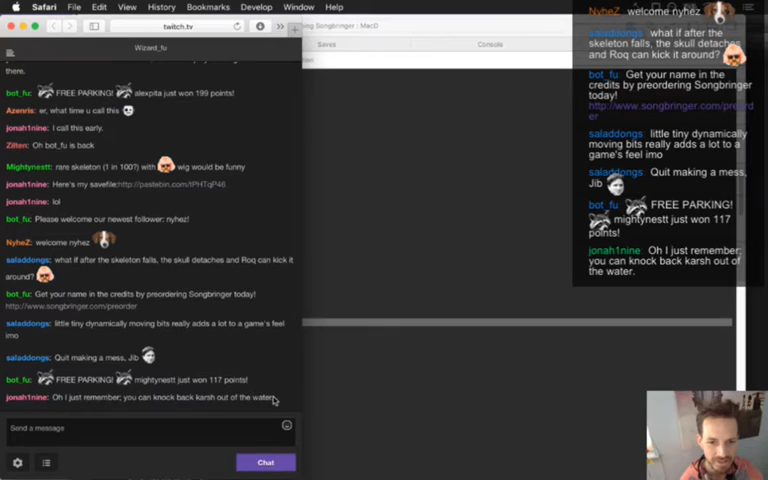 Safari File Edit View History Bookmarks Develop Window Help
twitch.tv
ing Songbringer : MacD
Wizard_fu
Saves
Console
there.
bot_fu: FREE PARKING! alexpita just won 199 points!
Azenris: er, what time u call this
jonah1nine: I call this early.
Zilten: Oh bot_fu is back
Mightynestt: rare skeleton (1 in 100?) with wig would be funny
jonah1nine: Here's my savefile:http://pastebin.com/tPHTqP46
jonah1nine: lol
bot_fu: Please welcome our newest follower: nyhez!
NyheZ: welcome nyhez
saladdongs: what if after the skeleton falls, the skull detaches and Roq can kick it
around?
bot_fu: Get your name in the credits by preordering Songbringer today!
http://www.songbringer.com/preorder
saladdongs: little tiny dynamically moving bits really adds a lot to a game's feel
imo
saladdongs: Quit making a mess, Jib
bot_fu: FREE PARKING! mightynestt just won 117 points!
jonah1nine: Oh I just remember; you can knock back karsh out of the water.
Send a message
Chat
NyheZ welcome nyhez
saladdongs what if after the
skeleton falls, the skull detaches
and Roq can kick it around?
bot_fu Get your name in the
credits by preordering Songbringer
today!
http://www.songbringer.com/preord
er
saladdongs little tiny dynamically
moving bits really adds a lot to a
game's feel imo
saladdongs Quit making a mess,
Jib
bot_fu FREE PARKING!
mightynestt just won 117
points!
jonah1nine Oh I just remember;
you can knock back karsh out of
the water.